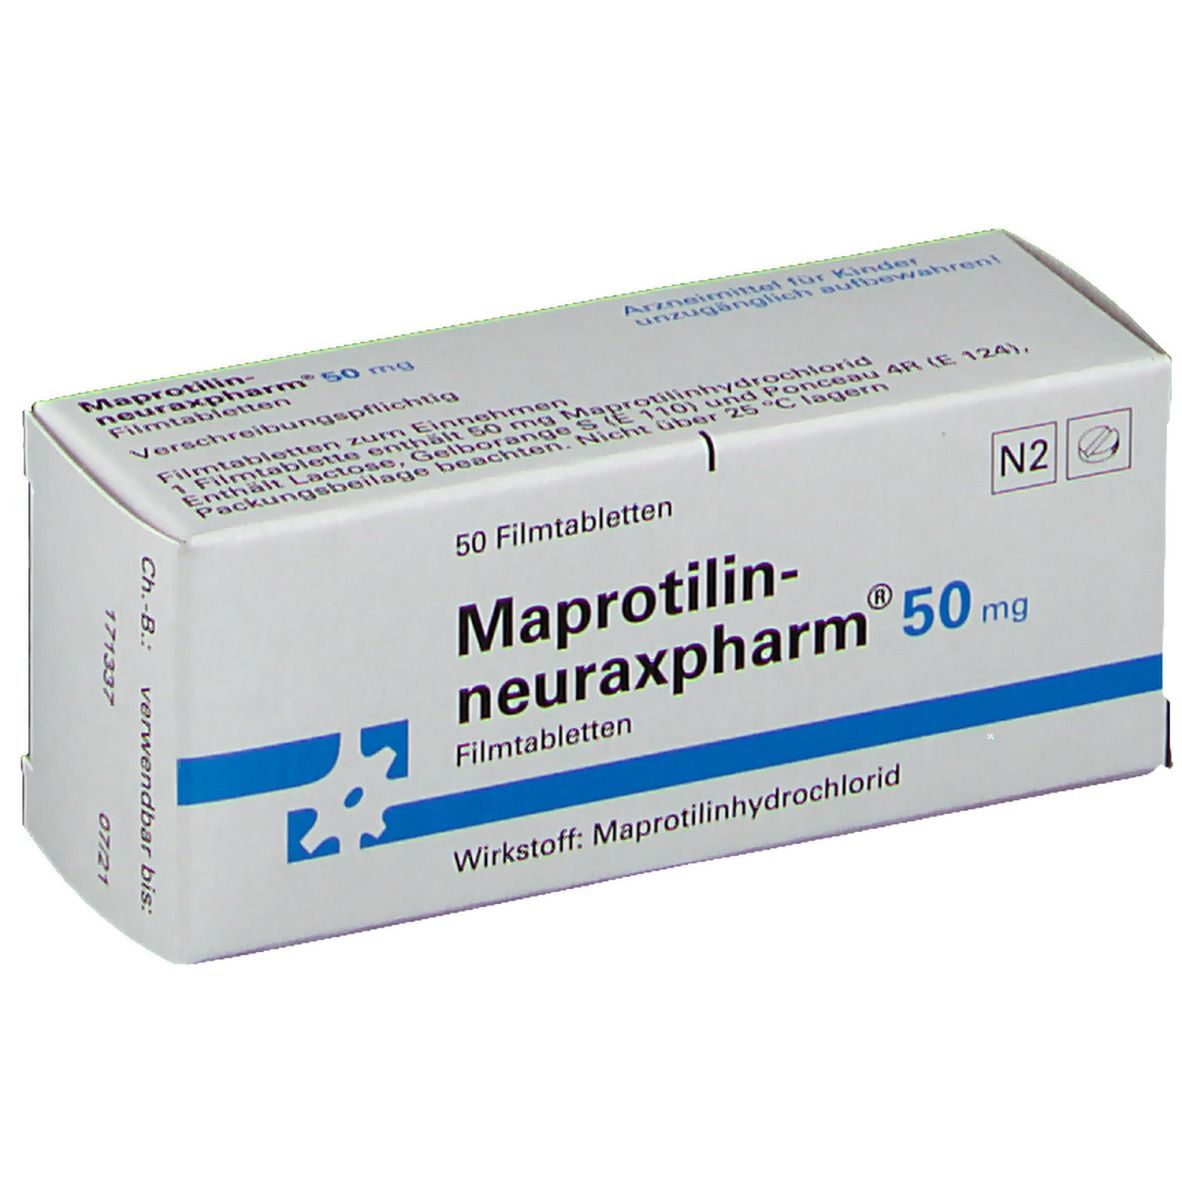 Arzneimittel für Kinder
unzugänglich aufbewahren!
Maprotilin-
neuraxpharm® 50 mg
Filmtabletten
Verschreibungspflichtig
Filmtabletten zum Einnehmen
1 Filmtablette enthält 50 mg Maprotilinhydrochlorid
Enthält Lactose, Gelborange S (E 110) und Ponceau 4R (E 124),
Packungsbeilage beachten. Nicht über 25 °C lagern
N2
50 Filmtabletten
Maprotilin-
neuraxpharm® 50 mg
Filmtabletten
Wirkstoff: Maprotilinhydrochlorid
Ch.-B.: verwendbar bis:
171337 07/21